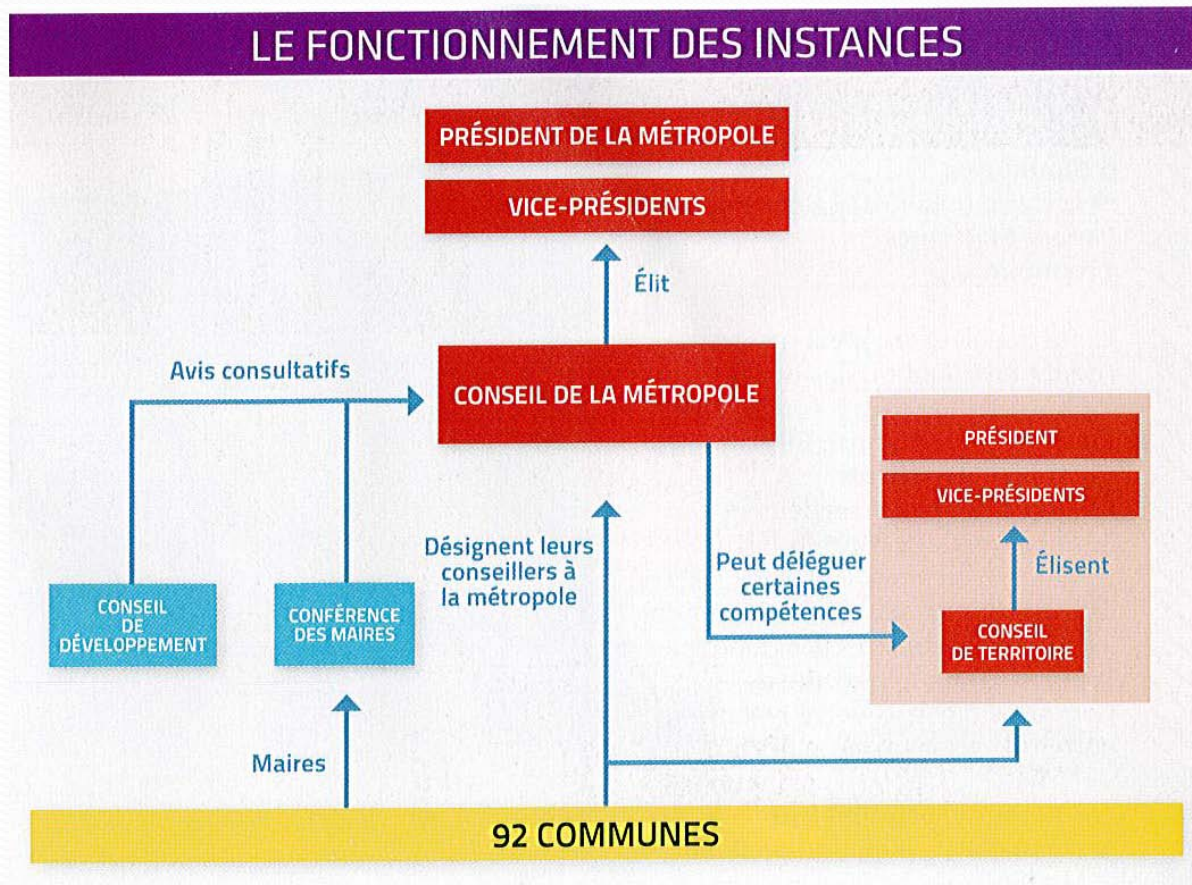 LE FONCTIONNEMENT DES INSTANCES
PRÉSIDENT DE LA MÉTROPOLE
VICE-PRÉSIDENTS
Élit
Avis consultatifs
CONSEIL DE LA MÉTROPOLE
PRÉSIDENT
VICE-PRÉSIDENTS
Élisent
CONSEIL
DE TERRITOIRE
Désignent leurs
conseillers à
la métropole
Peut déléguer
certaines
compétences
CONSEIL
DE
DÉVELOPPEMENT
CONFÉRENCE
DES MAIRES
Maires
92 COMMUNES